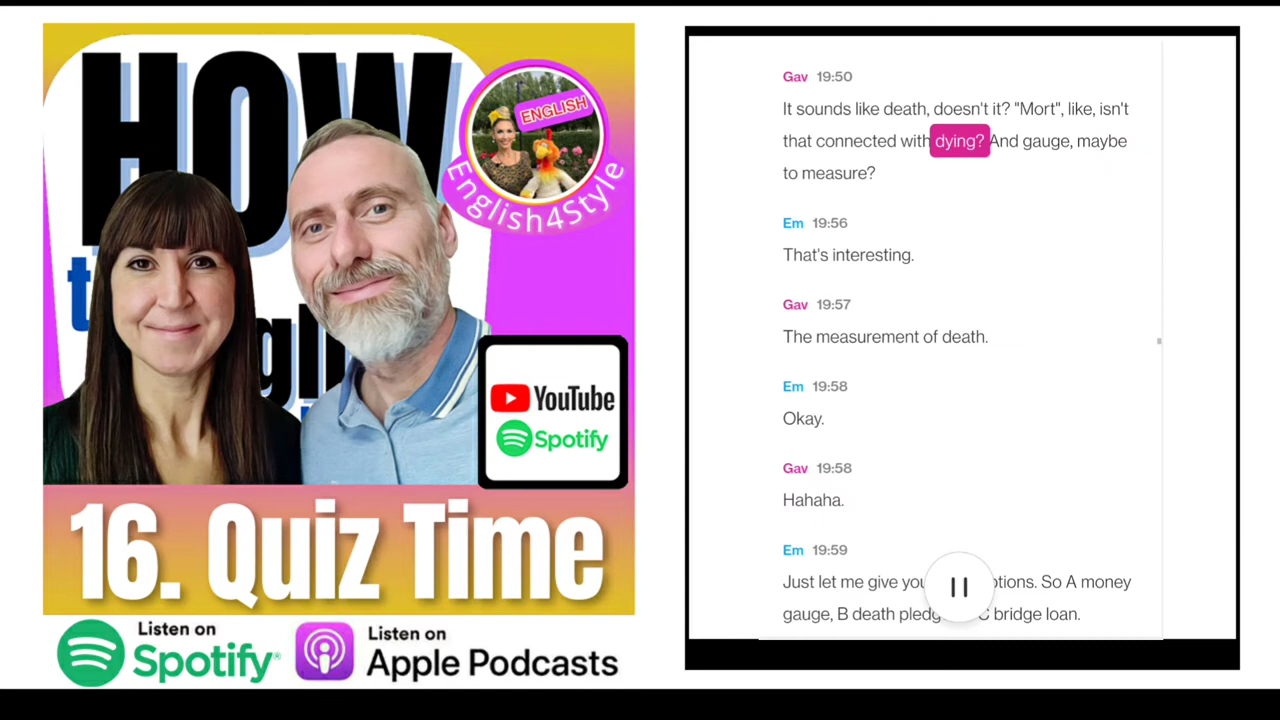 HOW
ENGLISH
English4Style
YouTube
Spotify
16. Quiz Time
Listen on
Spotify
Listen on
Apple Podcasts
Gav 19:50
It sounds like death, doesn't it? "Mort", like, isn't
that connected with dying? And gauge, maybe
to measure?
Em 19:56
That's interesting.
Gav 19:57
The measurement of death.
Em 19:58
Okay.
Gav 19:58
Hahaha.
Em 19:59
Just let me give you So A money
gauge, B death bridge loan.